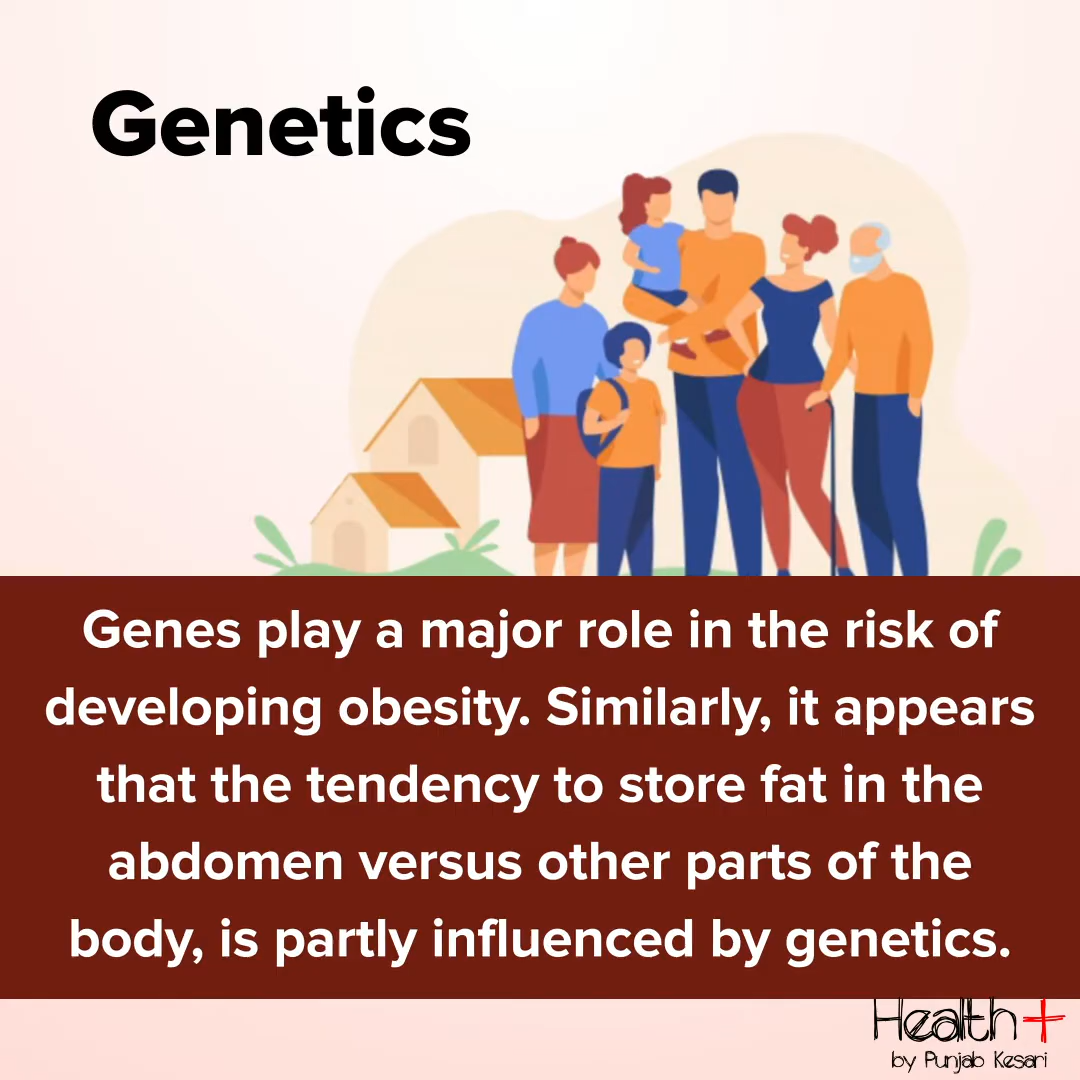 Genetics
Genes play a major role in the risk of
developing obesity. Similarly, it appears
that the tendency to store fat in the
abdomen versus other parts of the
body, is partly influenced by genetics.
Health+
by Punjab Kesari